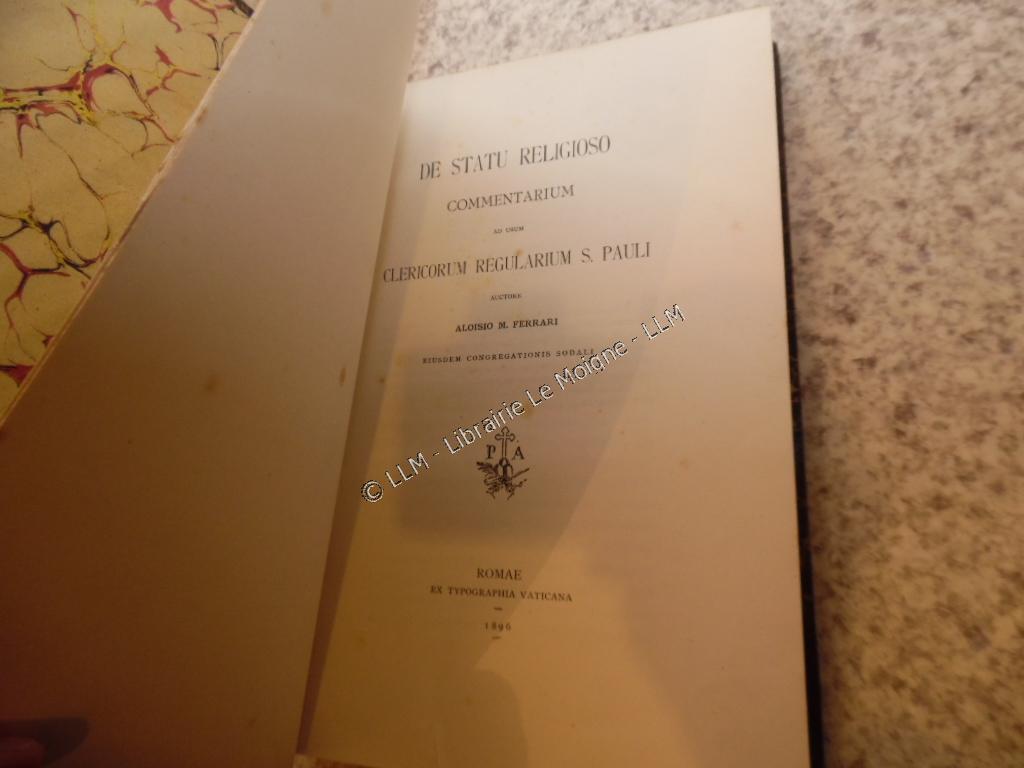 DE STATU RELIGIOSO
COMMENTARIUM
AD USUM
CLERICORUM REGULARIUM S. PAULI
AUCTORE
ALOISIO M. FERRARI
EIUSDEM CONGREGATIONIS SODALI
© LLM - Librairie Le Moïgne - LLM
P A
ROMAE
EX TYPOGRAPHIA VATICANA
1896